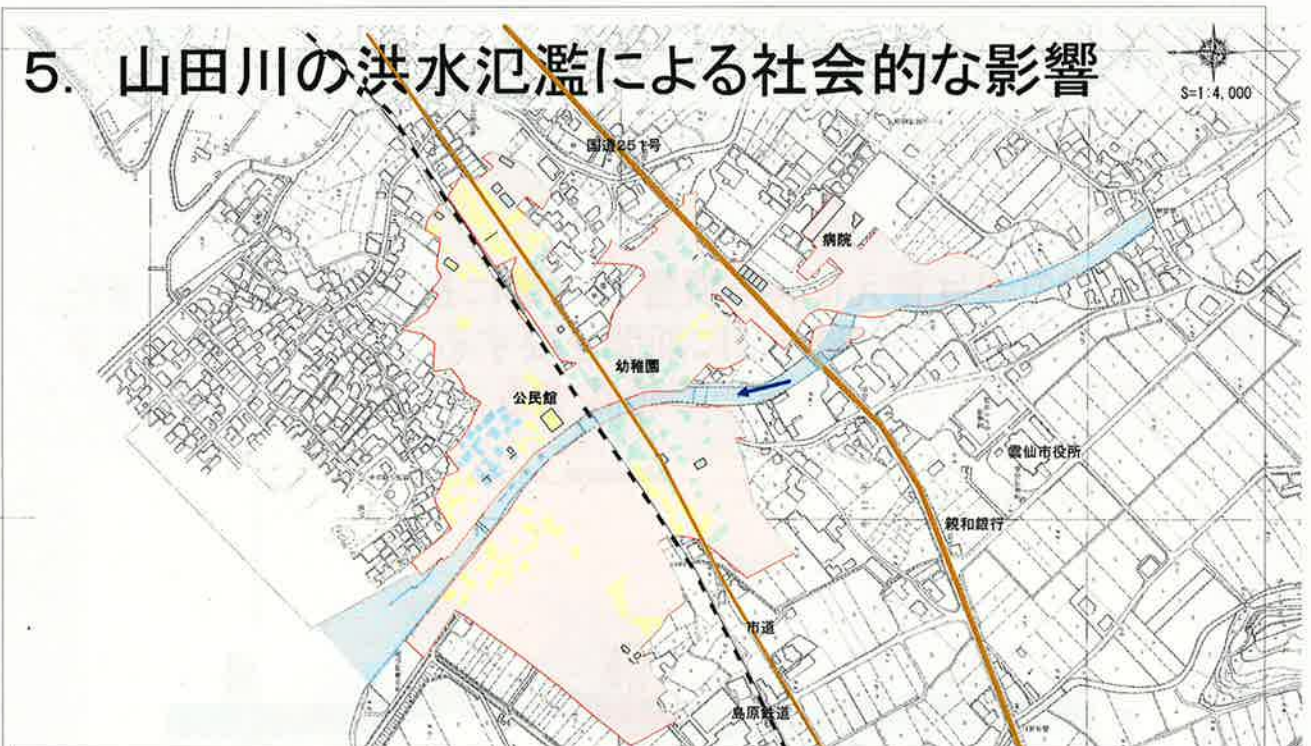 5. 山田川の洪水氾濫による社会的な影響
S=1:4,000
国道251号
病院
幼稚園
公民館
雲仙市役所
親和銀行
市道
島原鉄道